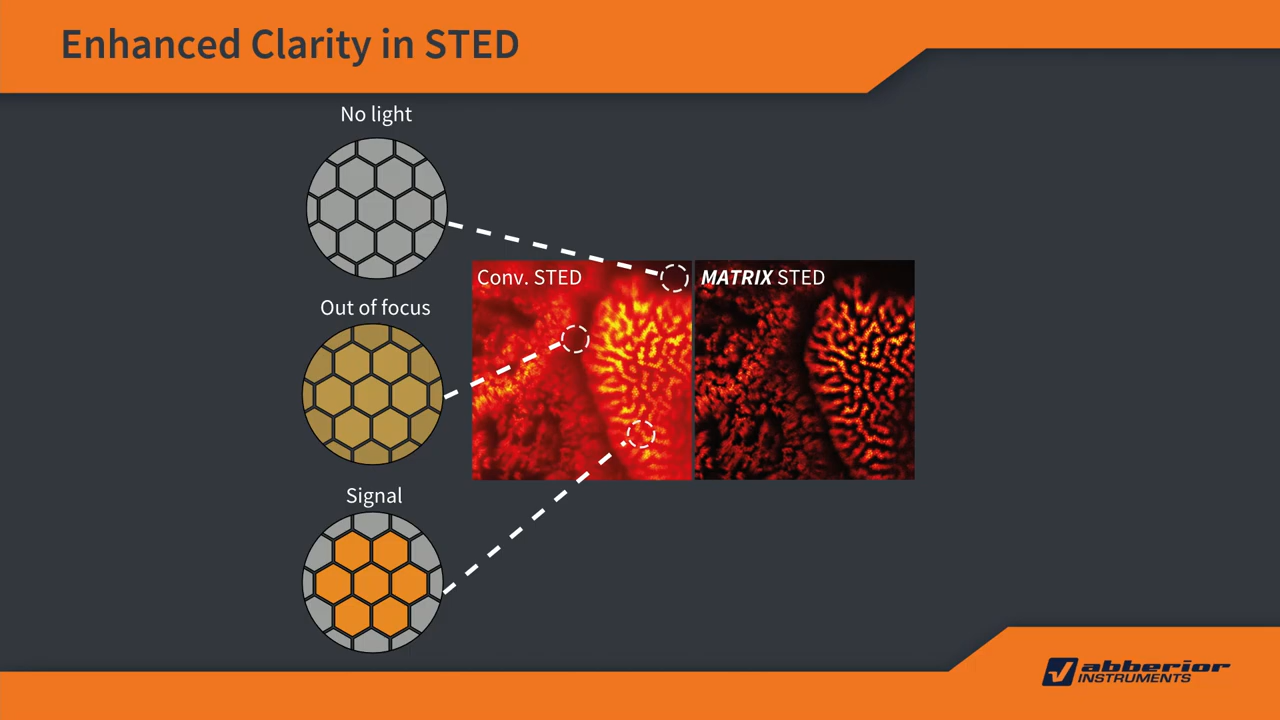 Enhanced Clarity in STED
No light
Conv. STED
MATRIX STED
Out of focus
Signal
abberior
INSTRUMENTS